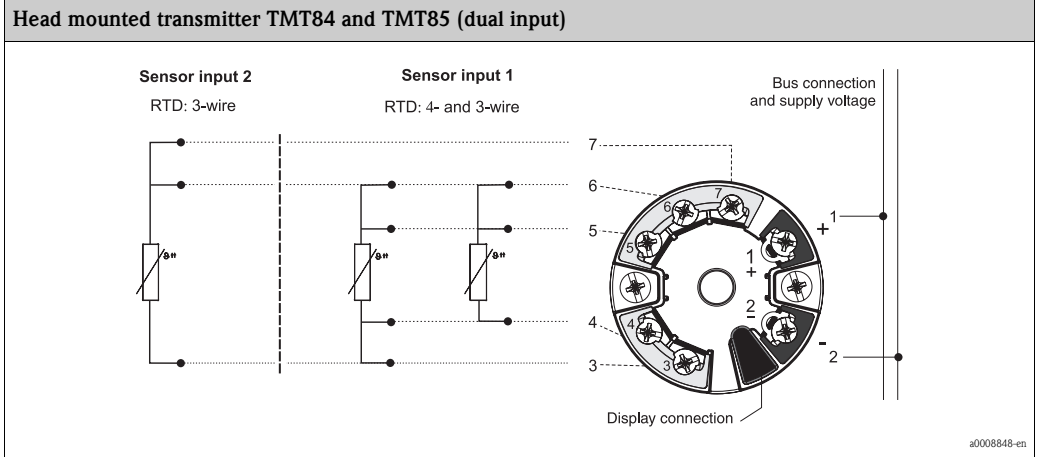 Head mounted transmitter TMT84 and TMT85 (dual input)
Sensor input 2
RTD: 3-wire
Sensor input 1
RTD: 4- and 3-wire
Bus connection
and supply voltage
7
6
5
4
3
7
6
5
4
3
1
+
2
-
+
1
-
2
ϑ
ϑ
ϑ
Display connection
a0008848-en